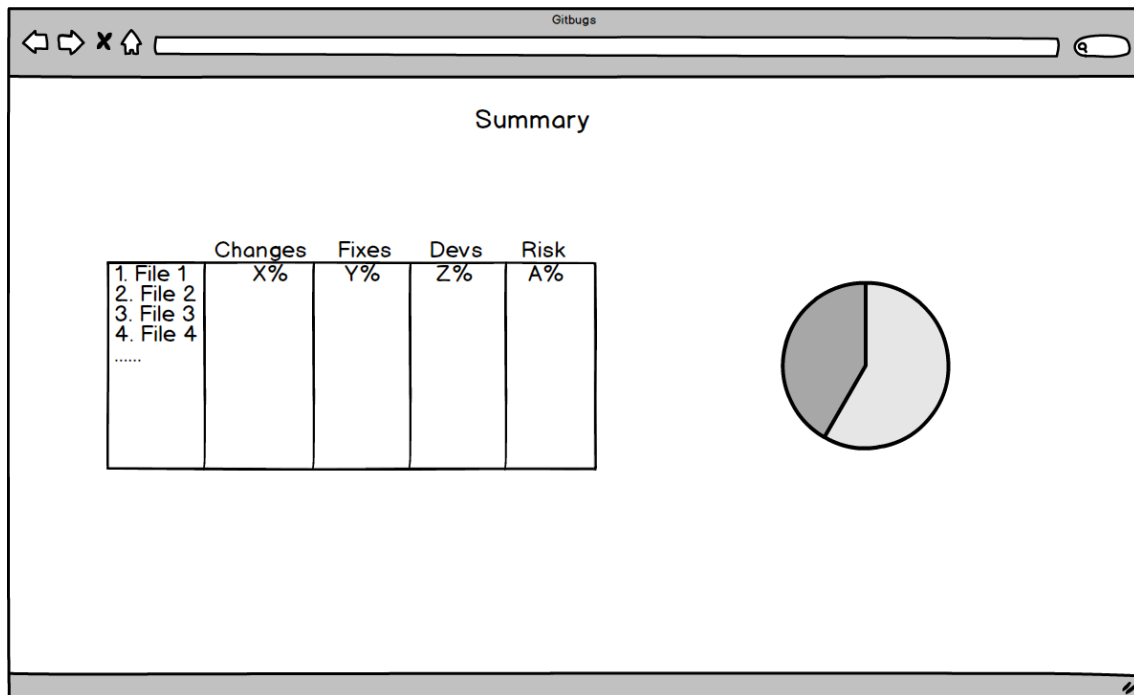 Gitbugs
Summary
Changes Fixes Devs Risk
1. File 1 X% Y% Z% A%
2. File 2
3. File 3
4. File 4
......